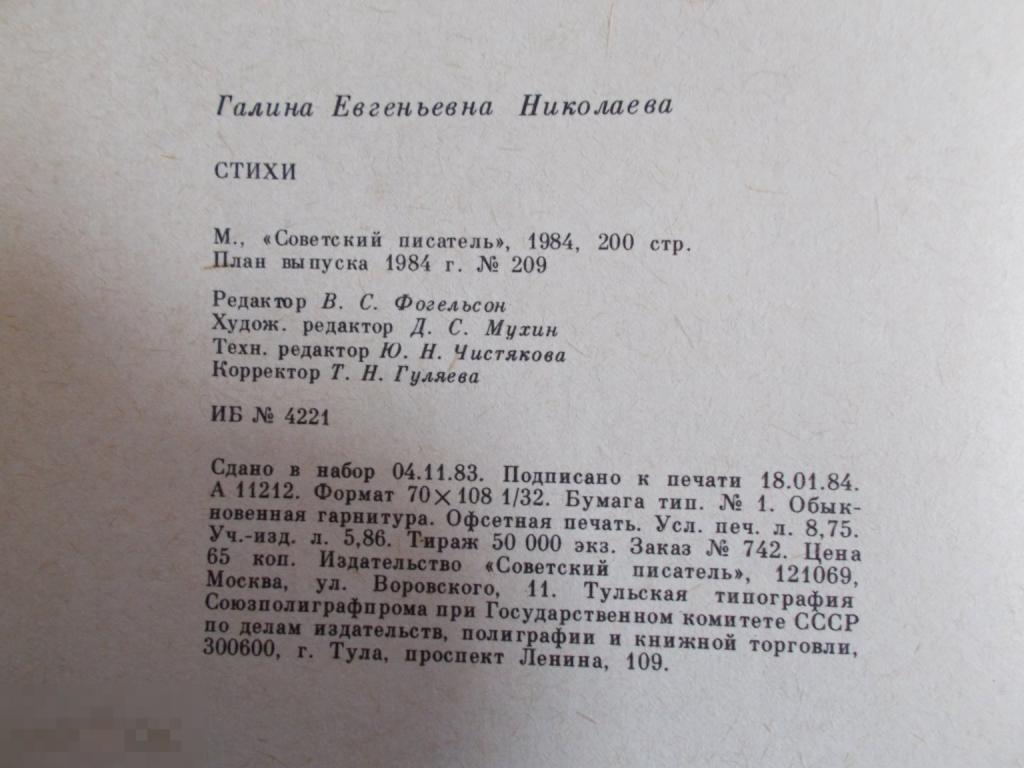 Галина Евгеньевна Николаева
СТИХИ
М., «Советский писатель», 1984, 200 стр.
План выпуска 1984 г. № 209
Редактор В. С. Фогельсон
Худож. редактор Д. С. Мухин
Техн. редактор Ю. Н. Чистякова
Корректор Т. Н. Гуляева
ИБ № 4221
Сдано в набор 04.11.83. Подписано к печати 18.01.84.
А 11212. Формат 70×108 1/32. Бумага тип. № 1. Обык-
новенная гарнитура. Офсетная печать. Усл. печ. л. 8,75.
Уч.-изд. л. 5,86. Тираж 50 000 экз. Заказ № 742. Цена
65 коп. Издательство «Советский писатель», 121069,
Москва, ул. Воровского, 11. Тульская типография
Союзполиграфпрома при Государственном комитете СССР
по делам издательств, полиграфии и книжной торговли,
300600, г. Тула, проспект Ленина, 109.